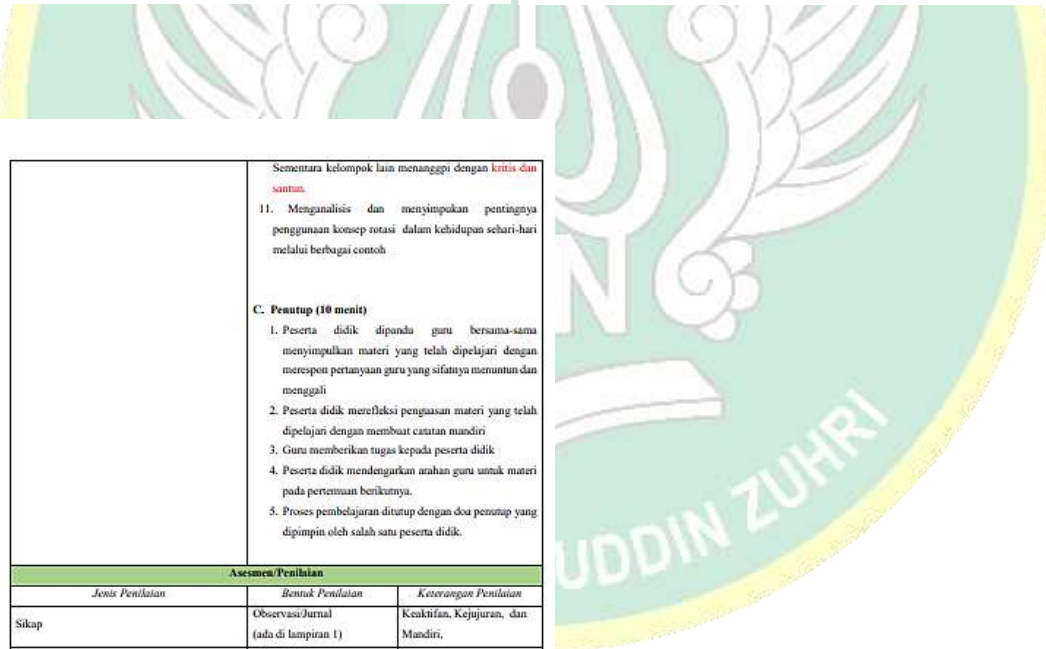 Sementara kelompok lain menanggpi dengan kritis dan
santun.
11. Menganalisis dan menyimpukan pentingnya
penggunaan konsep rotasi dalam kehidupan sehari-hari
melalui berbagai contoh
C. Penutup (10 menit)
1. Peserta didik dipandu guru bersama-sama
menyimpulkan materi yang telah dipelajari dengan
merespon pertanyaan guru yang sifatnya menuntun dan
menggali
2. Peserta didik merefleksi penguasan materi yang telah
dipelajari dengan membuat catatan mandiri
3. Guru memberikan tugas kepada peserta didik
4. Peserta didik mendengarkan arahan guru untuk materi
pada pertemuan berikutnya.
5. Proses pembelajaran ditutup dengan doa penutup yang
dipimpin oleh salah satu peserta didik.
Asesmen/Penilaian
Jenis Penilaian Bentuk Penilaian Keterangan Penilaian
Sikap
Observasi/Jurnal
(ada di lampiran 1)
Keaktifan, Kejujuran, dan
Mandiri,
N
UDDIN ZUHRI